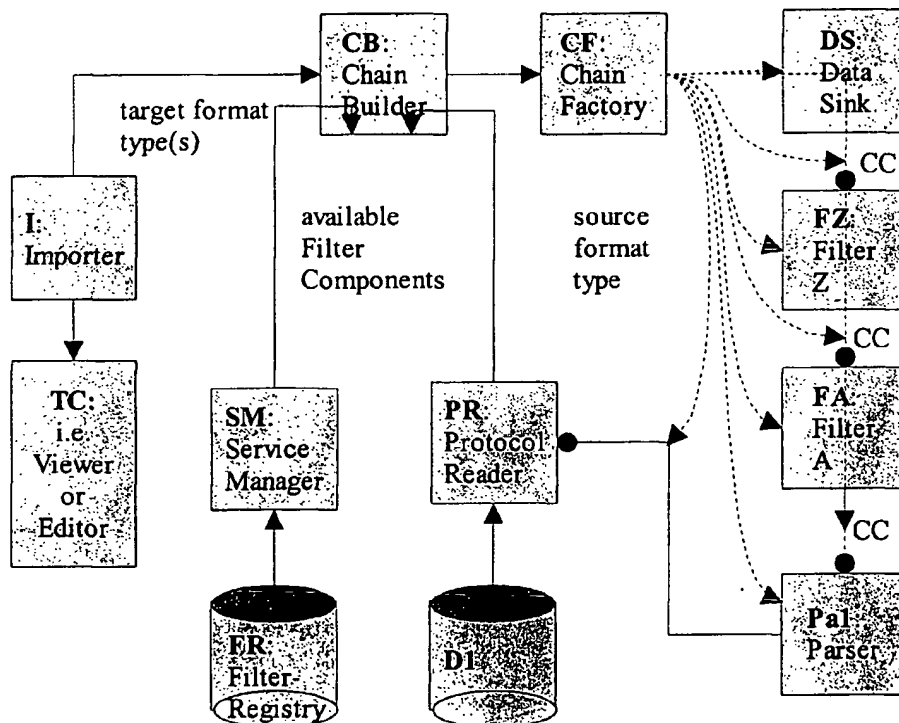 CB:
Chain
Builder
CF:
Chain
Factory
DS:
Data
Sink
target format
type(s)
CC
I:
Importer
available
Filter
Components
source
format
type
FZ:
Filter
Z
CC
TC:
i.e
Viewer
or
Editor
SM:
Service
Manager
PR:
Protocol
Reader
FA:
Filter
A
CC
FR:
Filter-
Registry
D1
Pa1
Parser